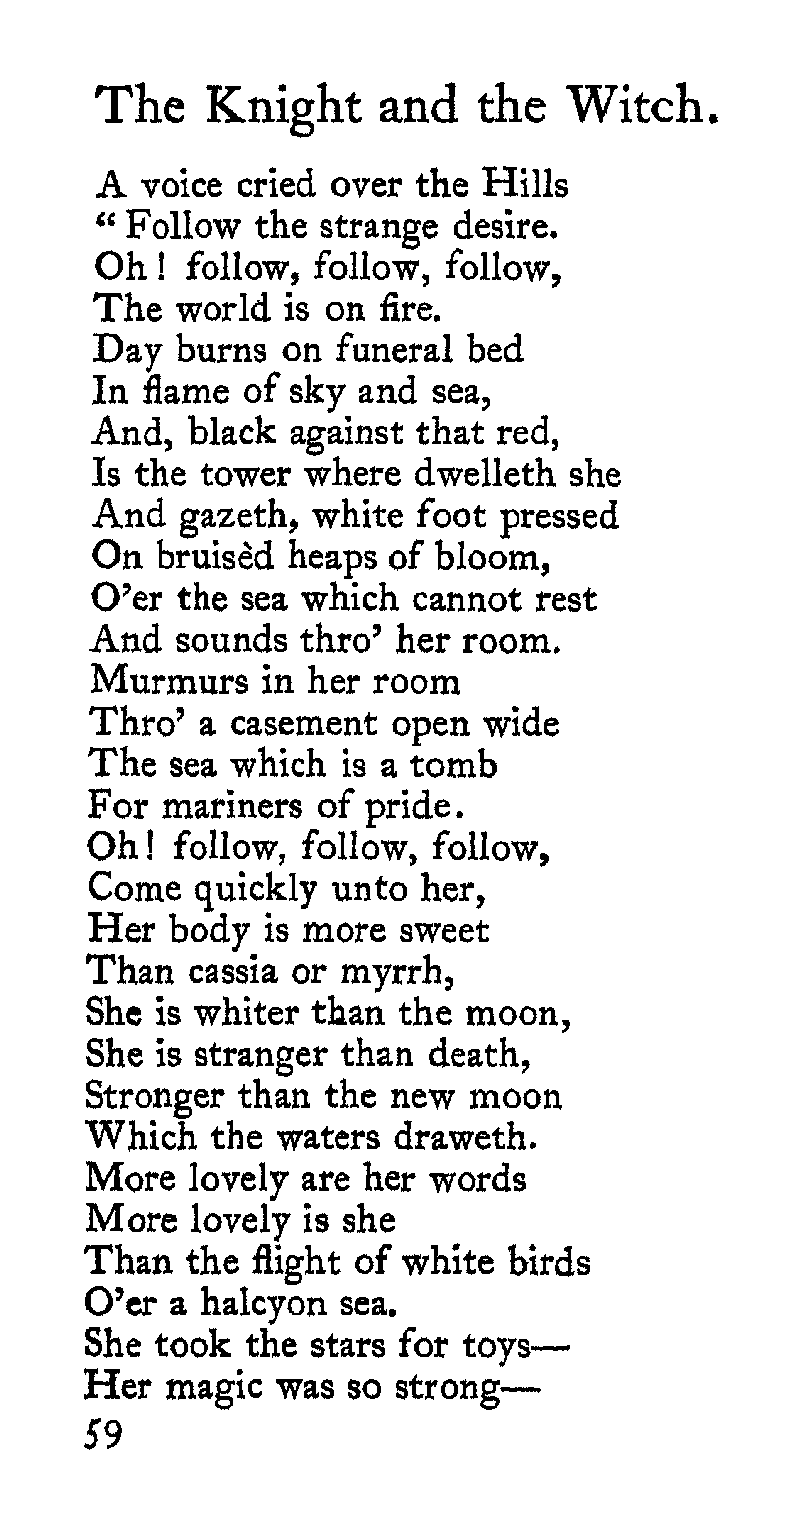 The Knight and the Witch.
A voice cried over the Hills
“ Follow the strange desire.
Oh ! follow, follow, follow,
The world is on fire.
Day burns on funeral bed
In flame of sky and sea,
And, black against that red,
Is the tower where dwelleth she
And gazeth, white foot pressed
On bruisèd heaps of bloom,
O’er the sea which cannot rest
And sounds thro’ her room.
Murmurs in her room
Thro’ a casement open wide
The sea which is a tomb
For mariners of pride.
Oh ! follow, follow, follow,
Come quickly unto her,
Her body is more sweet
Than cassia or myrrh,
She is whiter than the moon,
She is stranger than death,
Stronger than the new moon
Which the waters draweth.
More lovely are her words
More lovely is she
Than the flight of white birds
O’er a halcyon sea.
She took the stars for toys—
Her magic was so strong—
59